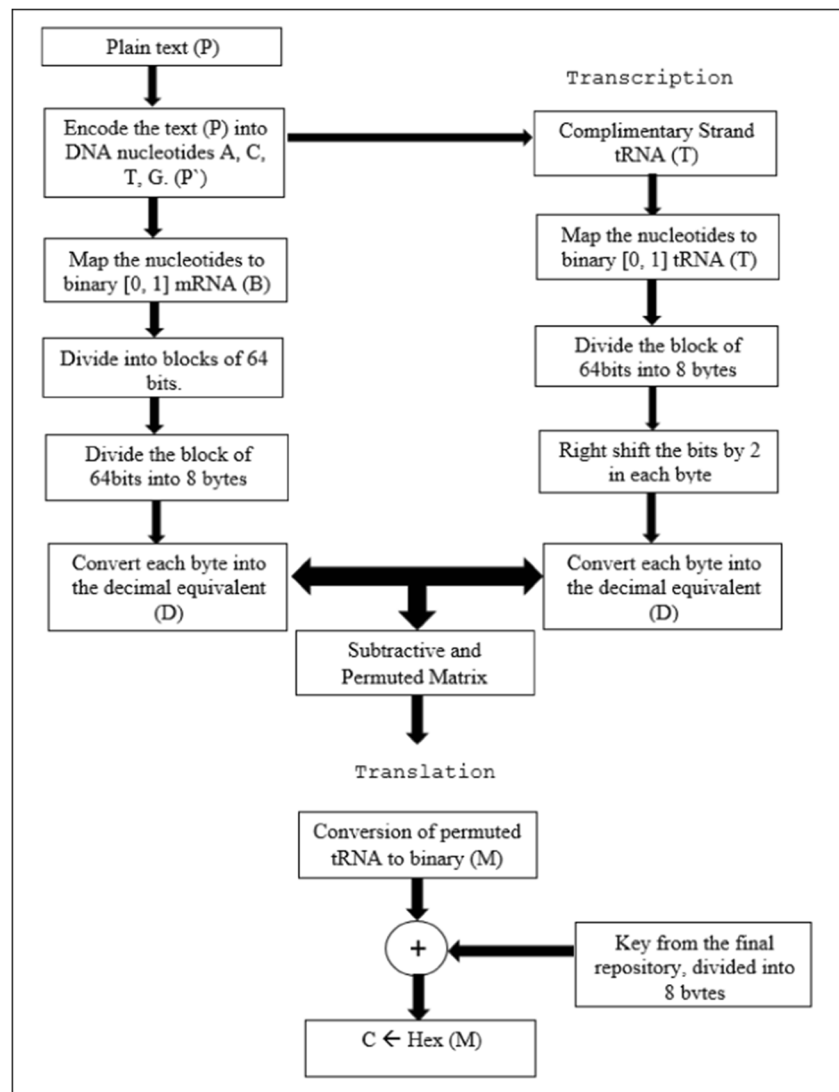 Plain text (P)
Transcription
Encode the text (P) into
DNA nucleotides A, C,
T, G. (P`)
Complimentary Strand
tRNA (T)
Map the nucleotides to
binary [0, 1] mRNA (B)
Map the nucleotides to
binary [0, 1] tRNA (T)
Divide into blocks of 64
bits.
Divide the block of
64bits into 8 bytes
Divide the block of
64bits into 8 bytes
Right shift the bits by 2
in each byte
Convert each byte into
the decimal equivalent
(D)
Convert each byte into
the decimal equivalent
(D)
Subtractive and
Permuted Matrix
Translation
Conversion of permuted
tRNA to binary (M)
+
Key from the final
repository, divided into
8 bytes
C ← Hex (M)